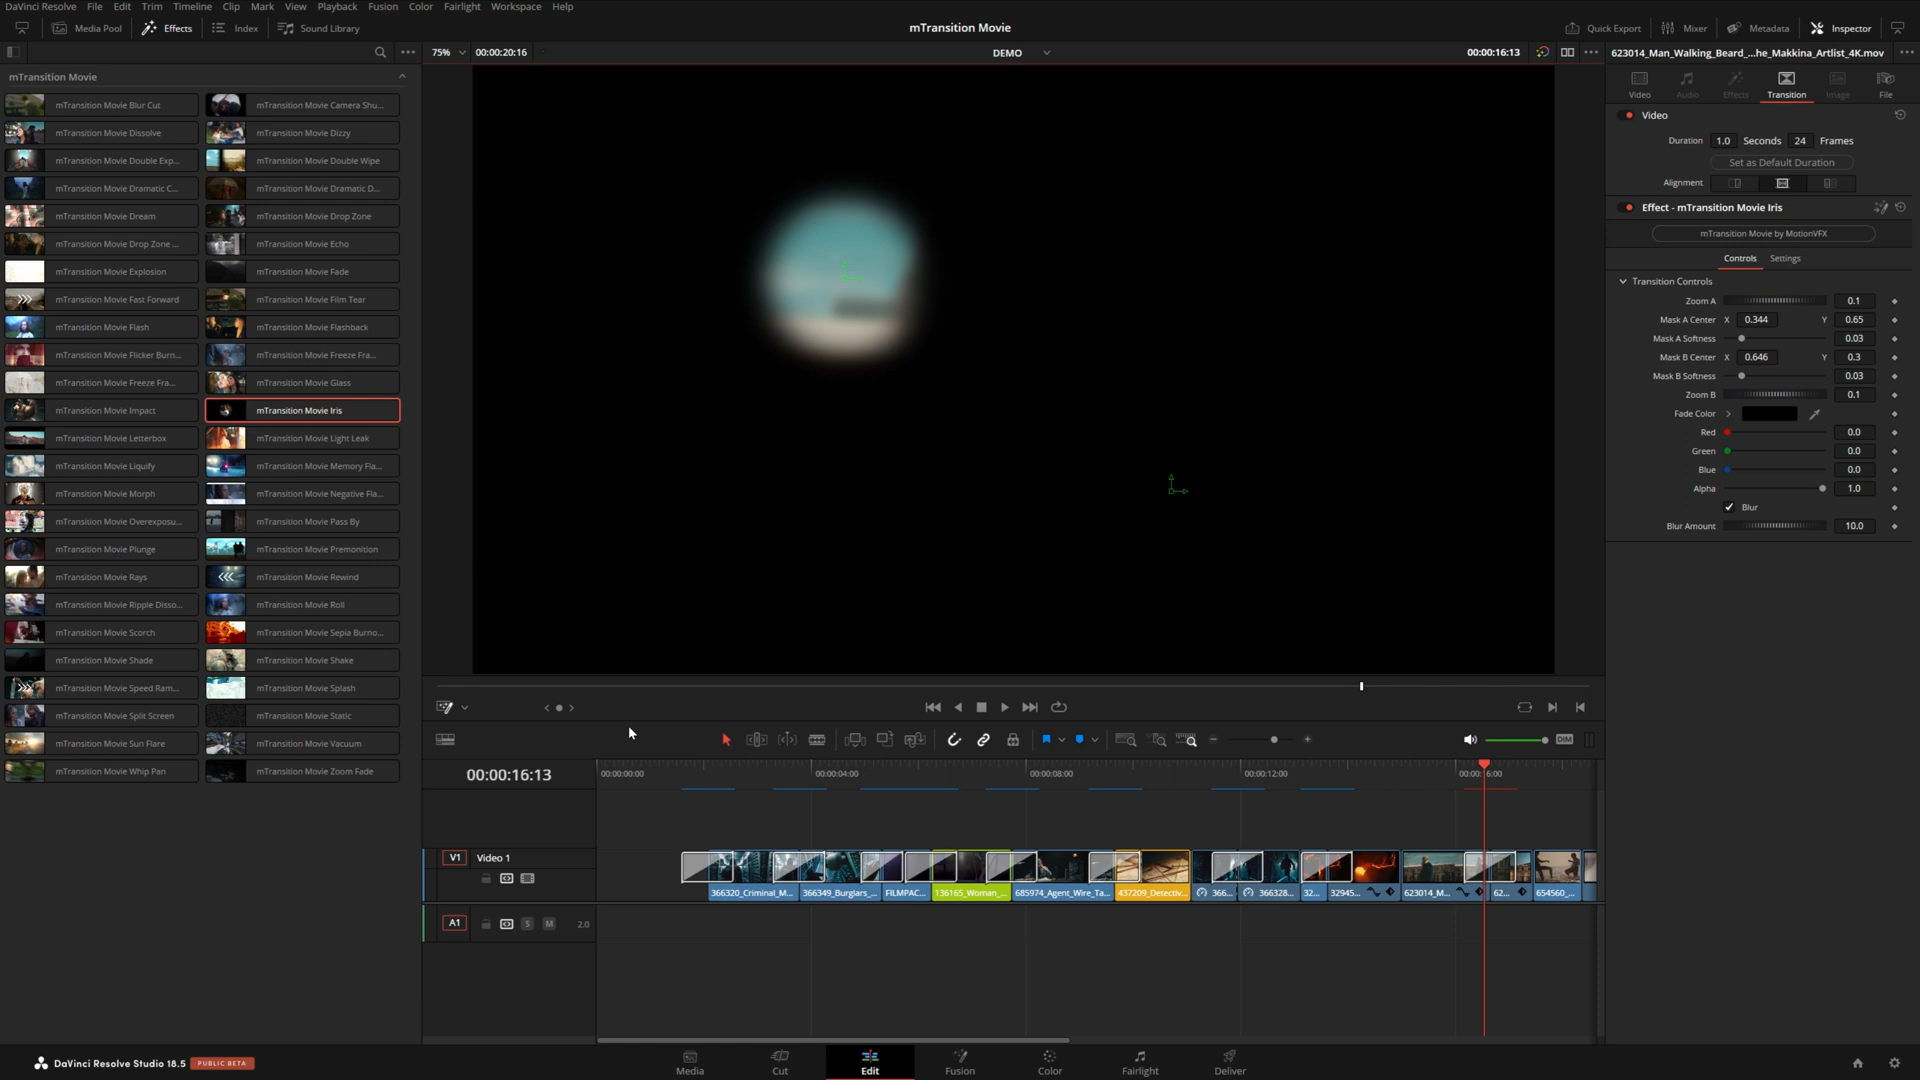 DaVinci Resolve File Edit Trim Timeline Clip Mark View Playback Fusion Color Fairlight Workspace Help
Media Pool Effects Index Sound Library
mTransition Movie
Quick Export Mixer Metadata Inspector
75% 00:00:20:16
DEMO
00:00:16:13
623014_Man_Walking_Beard_...he_Makkina_Artlist_4K.mov
mTransition Movie
mTransition Movie Blur Cut
mTransition Movie Camera Shu...
mTransition Movie Dissolve
mTransition Movie Dizzy
mTransition Movie Double Exp...
mTransition Movie Double Wipe
mTransition Movie Dramatic C...
mTransition Movie Dramatic D...
mTransition Movie Dream
mTransition Movie Drop Zone
mTransition Movie Drop Zone ...
mTransition Movie Echo
mTransition Movie Explosion
mTransition Movie Fade
mTransition Movie Fast Forward
mTransition Movie Film Tear
mTransition Movie Flash
mTransition Movie Flashback
mTransition Movie Flicker Burn...
mTransition Movie Freeze Fra...
mTransition Movie Freeze Fra...
mTransition Movie Glass
mTransition Movie Impact
mTransition Movie Iris
mTransition Movie Letterbox
mTransition Movie Light Leak
mTransition Movie Liquify
mTransition Movie Memory Fla...
mTransition Movie Morph
mTransition Movie Negative Fla...
mTransition Movie Overexposu...
mTransition Movie Pass By
mTransition Movie Plunge
mTransition Movie Premonition
mTransition Movie Rays
mTransition Movie Rewind
mTransition Movie Ripple Disso...
mTransition Movie Roll
mTransition Movie Scorch
mTransition Movie Sepia Burno...
mTransition Movie Shade
mTransition Movie Shake
mTransition Movie Speed Ram...
mTransition Movie Splash
mTransition Movie Split Screen
mTransition Movie Static
mTransition Movie Sun Flare
mTransition Movie Vacuum
mTransition Movie Whip Pan
mTransition Movie Zoom Fade
Video Audio Effects Transition Image File
Video
Duration 1.0 Seconds 24 Frames
Set as Default Duration
Alignment
Effect - mTransition Movie Iris
mTransition Movie by MotionVFX
Controls Settings
Transition Controls
Zoom A 0.1
Mask A Center X 0.344 Y 0.65
Mask A Softness 0.03
Mask B Center X 0.646 Y 0.3
Mask B Softness 0.03
Zoom B 0.1
Fade Color
Red 0.0
Green 0.0
Blue 0.0
Alpha 1.0
Blur
Blur Amount 10.0
DIM
00:00:16:13
00:00:00:00 00:00:04:00 00:00:08:00 00:00:12:00 00:00:16:00
V1 Video 1
366320_Criminal_M... 366349_Burglars_... FILMPAC... 136165_Woman_... 685974_Agent_Wire_Ta... 437209_Detectiv... 366... 366328... 32... 32945... 623014_M... 62... 654560_...
A1 S M 2.0
DaVinci Resolve Studio 18.5 PUBLIC BETA
Media Cut Edit Fusion Color Fairlight Deliver